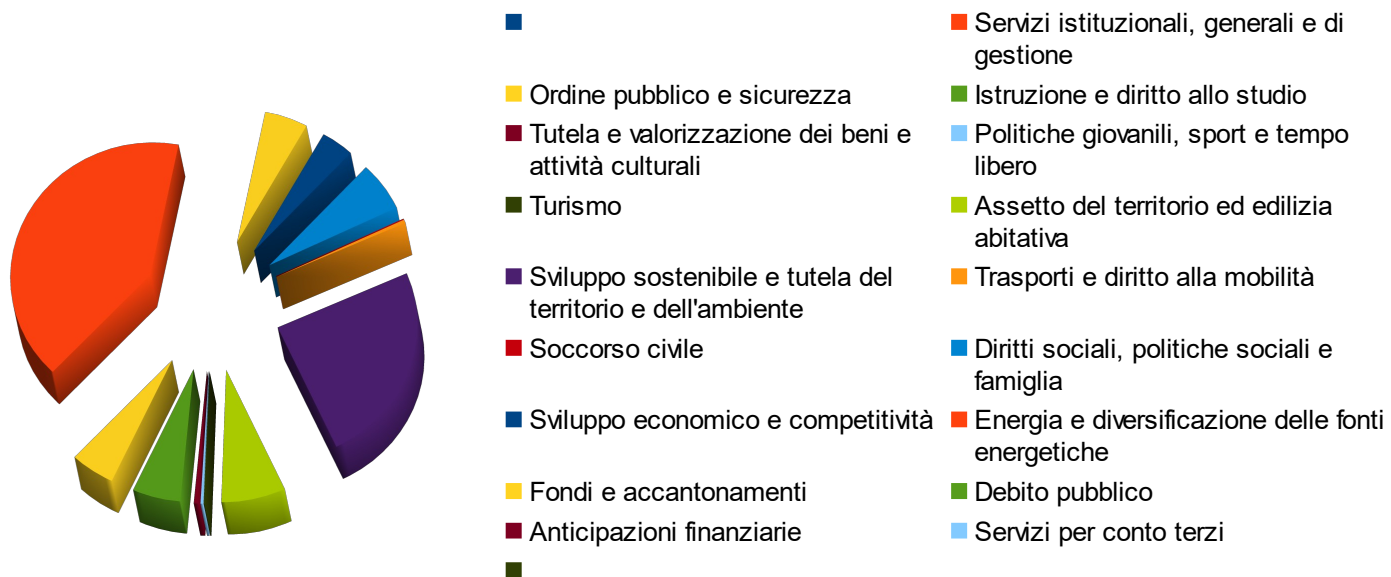 Servizi istituzionali, generali e di
gestione
Ordine pubblico e sicurezza
Istruzione e diritto allo studio
Tutela e valorizzazione dei beni e
attività culturali
Politiche giovanili, sport e tempo
libero
Turismo
Assetto del territorio ed edilizia
abitativa
Sviluppo sostenibile e tutela del
territorio e dell'ambiente
Trasporti e diritto alla mobilità
Soccorso civile
Diritti sociali, politiche sociali e
famiglia
Sviluppo economico e competitività
Energia e diversificazione delle fonti
energetiche
Fondi e accantonamenti
Debito pubblico
Anticipazioni finanziarie
Servizi per conto terzi